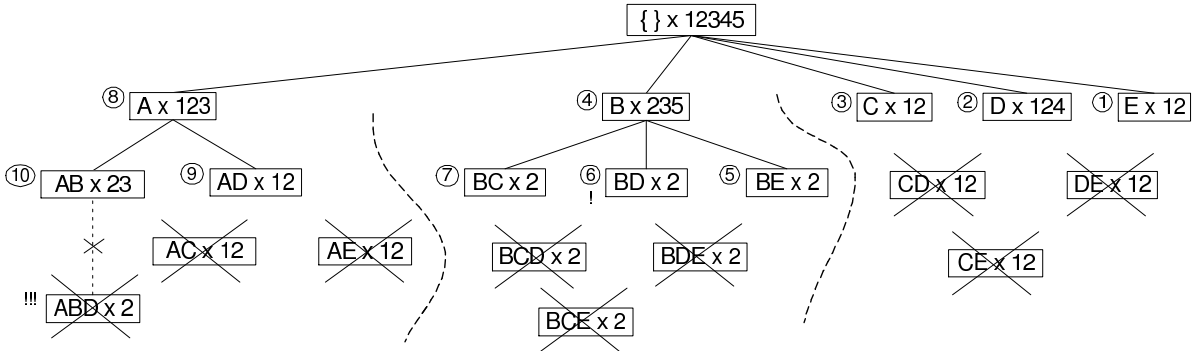 { } x 12345
8 A x 123
4 B x 235
3 C x 12
2 D x 124
1 E x 12
10 AB x 23
9 AD x 12
7 BC x 2
6 BD x 2
!
5 BE x 2
CD x 12
DE x 12
AC x 12
AE x 12
BCD x 2
BDE x 2
CE x 12
!!! ABD x 2
BCE x 2